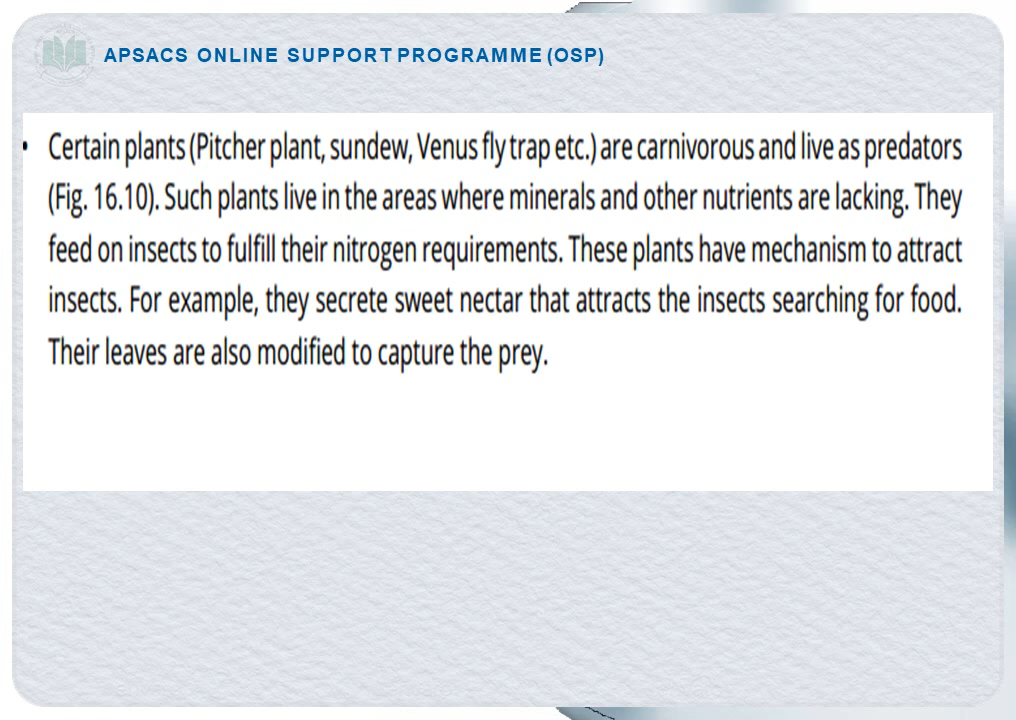 APSACS ONLINE SUPPORT PROGRAMME (OSP)
• Certain plants (Pitcher plant, sundew, Venus fly trap etc.) are carnivorous and live as predators
(Fig. 16.10). Such plants live in the areas where minerals and other nutrients are lacking. They
feed on insects to fulfill their nitrogen requirements. These plants have mechanism to attract
insects. For example, they secrete sweet nectar that attracts the insects searching for food.
Their leaves are also modified to capture the prey.